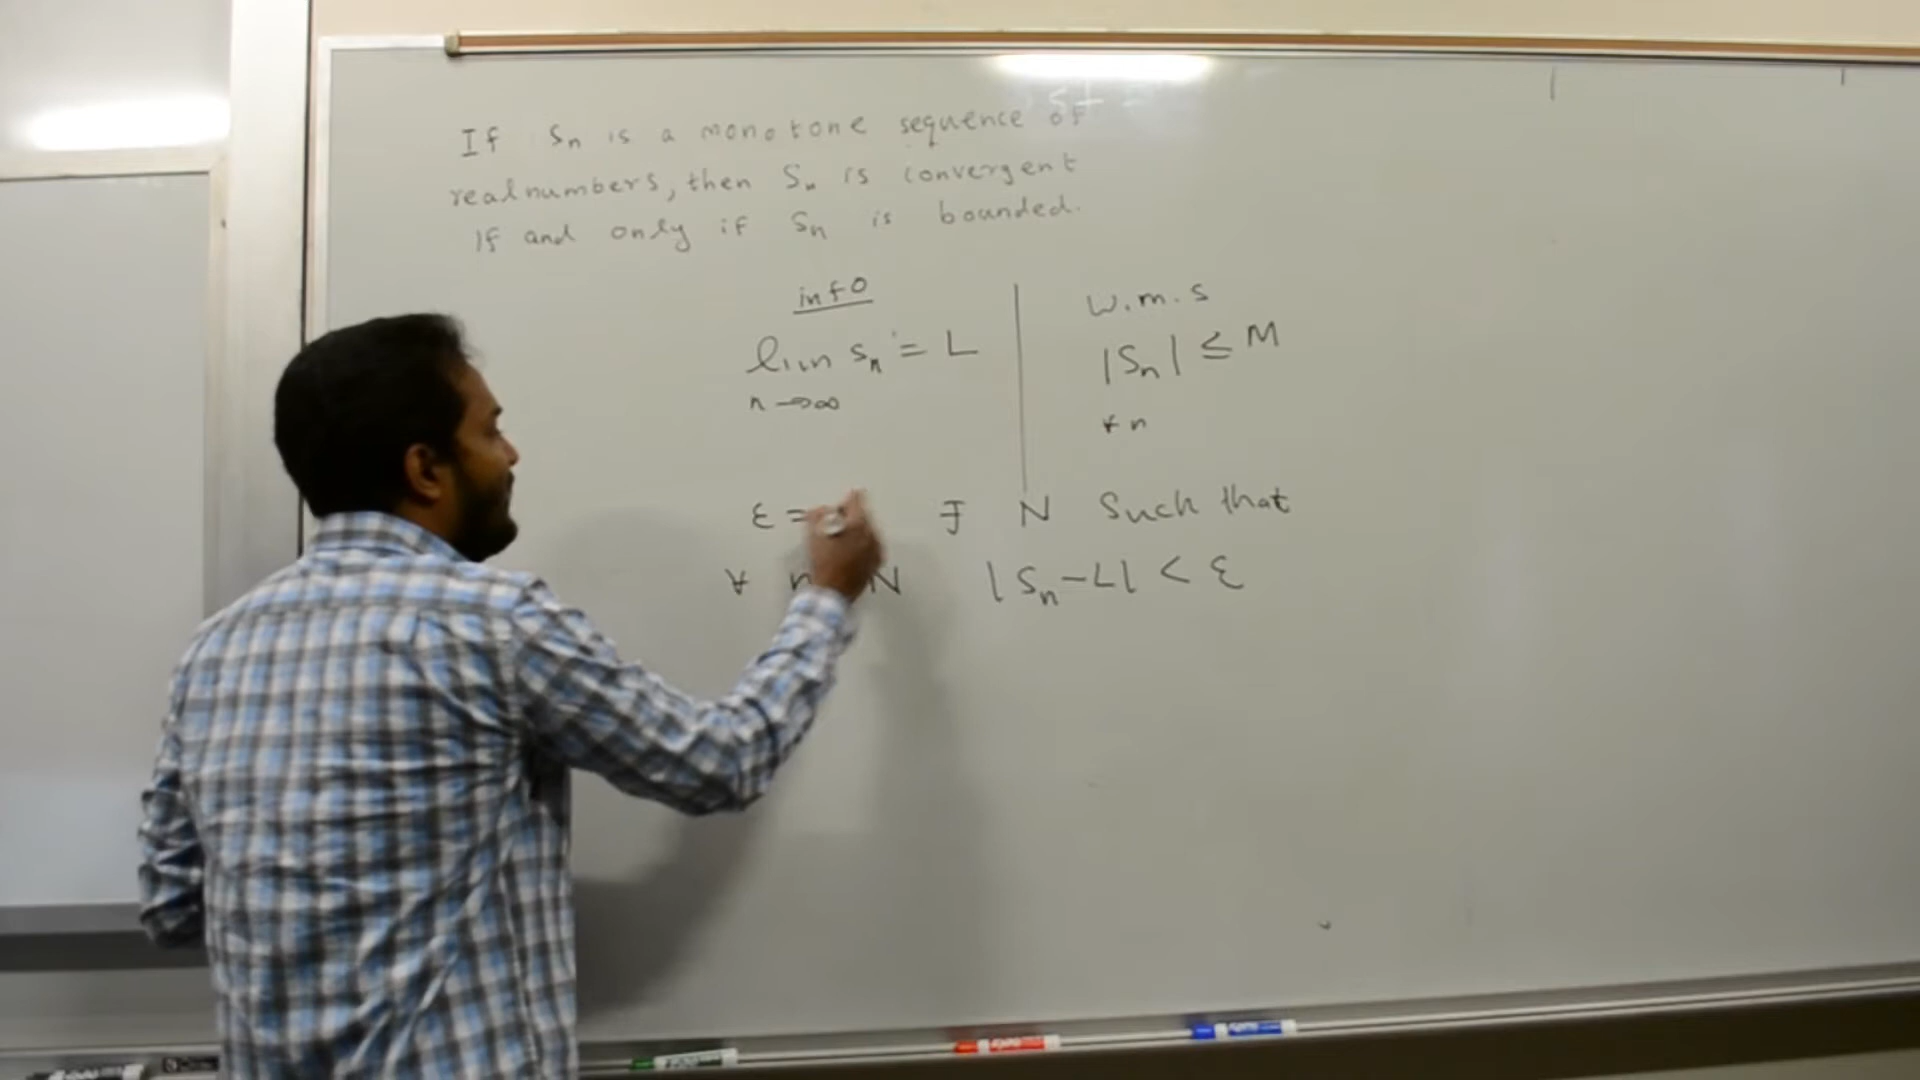 If Sn is a monotone sequence of
real numbers, then Sn is convergent
If and only if Sn is bounded.
info
lim Sn = L
n → ∞
W.m.s
|Sn| ≤ M
∀ n
ε = ∃ N Such that
∀ n N |Sn - L| < ε